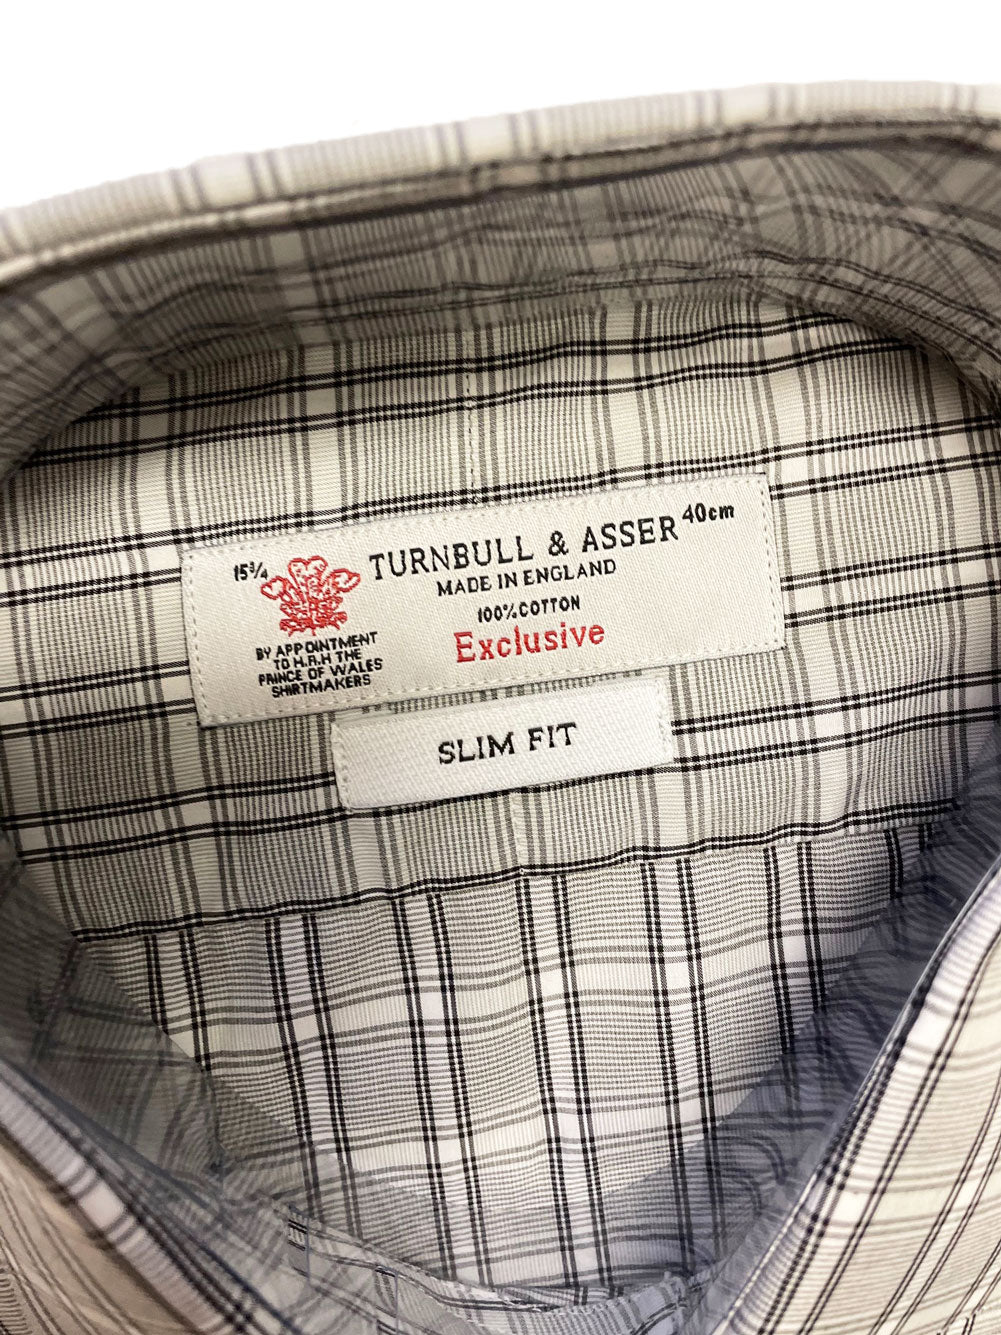 15¾
TURNBULL & ASSER 40cm
MADE IN ENGLAND
100% COTTON
Exclusive
BY APPOINTMENT
TO H.R.H THE
PRINCE OF WALES
SHIRTMAKERS
SLIM FIT